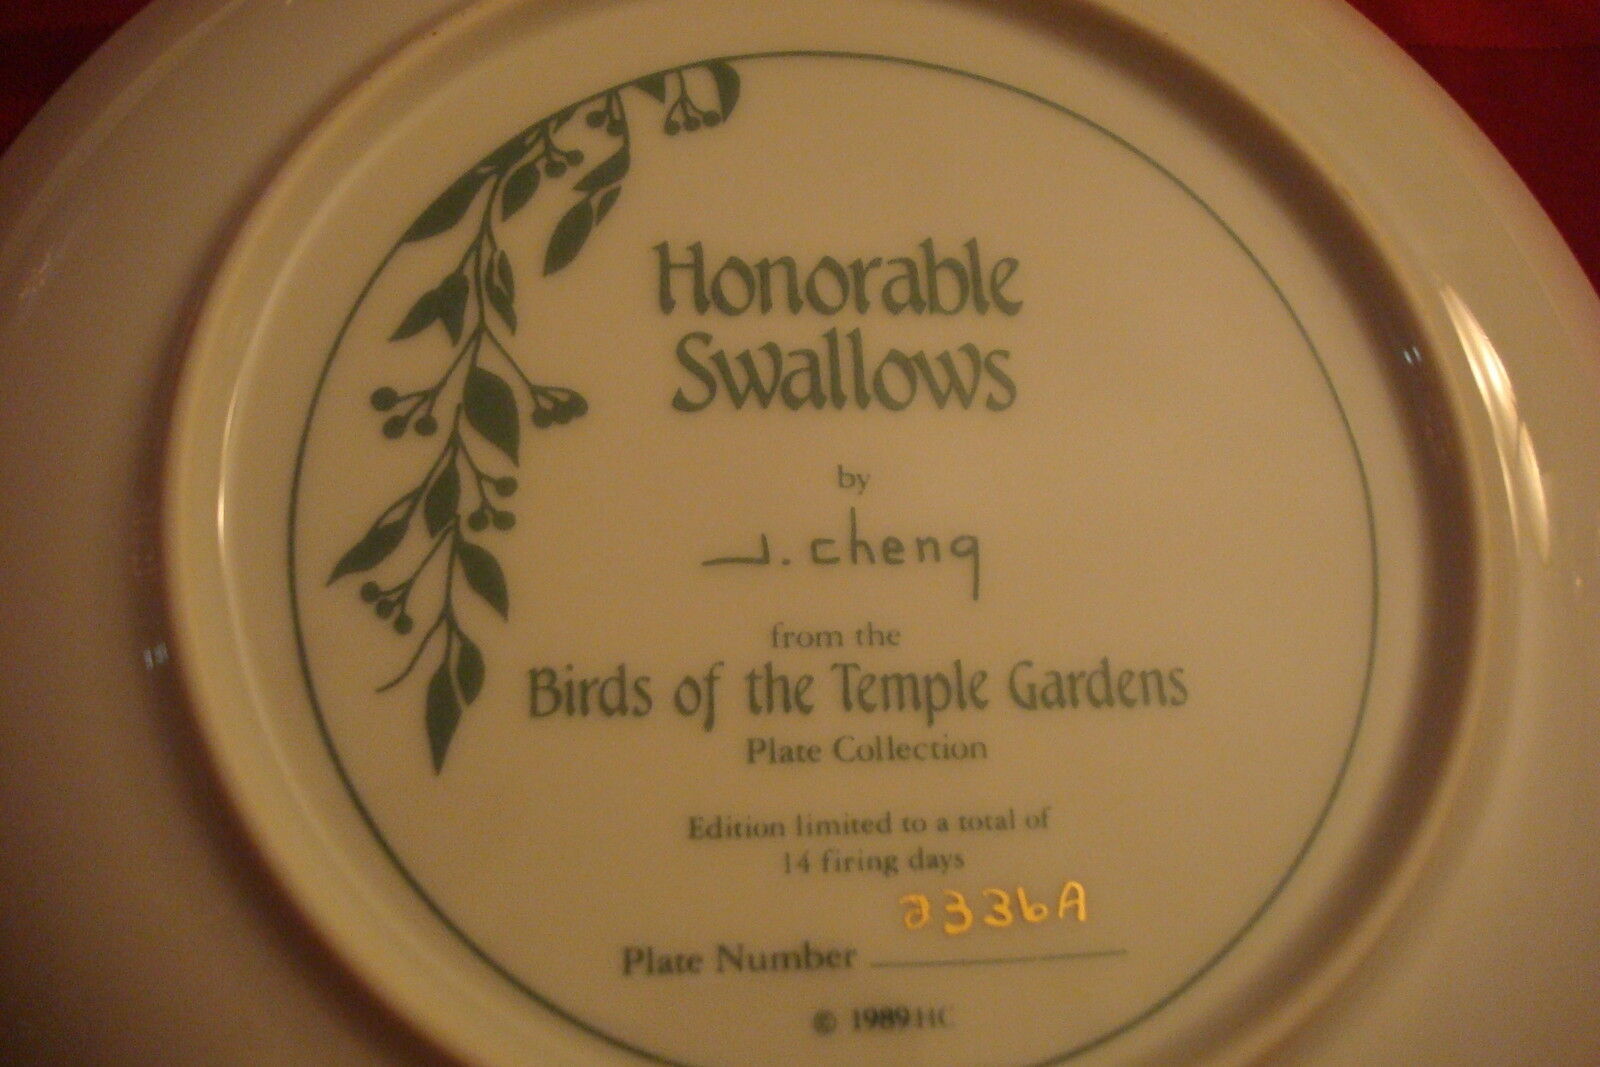 Honorable
Swallows
by
J. cheng
from the
Birds of the Temple Gardens
Plate Collection
Edition limited to a total of
14 firing days
2336A
Plate Number
© 1989 HC